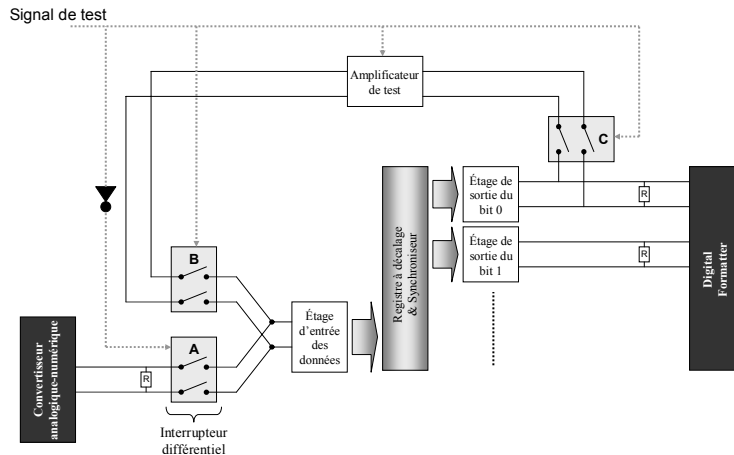 Signal de test
Amplificateur
de test
C
Étage de
sortie du
bit 0
R
Étage de
sortie du
bit 1
R
Registre à décalage
& Synchroniseur
Digital
Formatter
B
A
Étage
d'entrée
des
données
R
Convertisseur
analogique-numérique
Interrupteur
différentiel